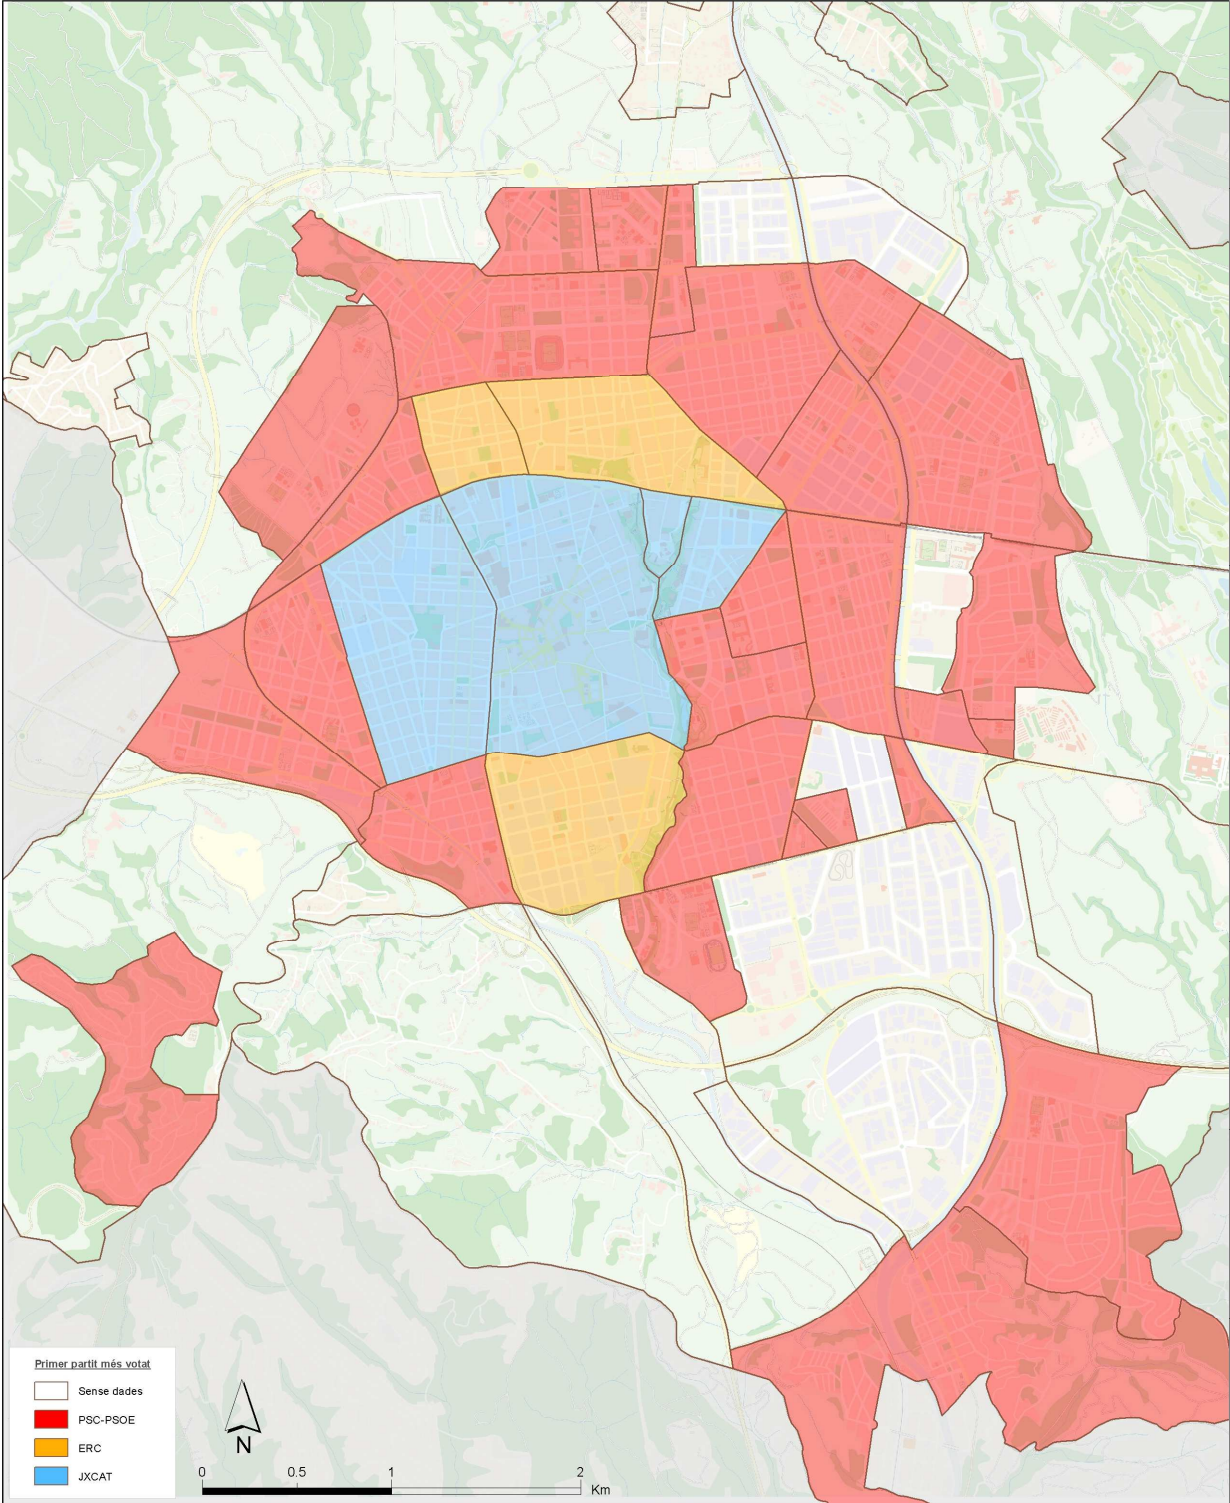 Primer partit més votat
Sense dades
PSC-PSOE
ERC
JXCAT
N
0 0.5 1 2
Km